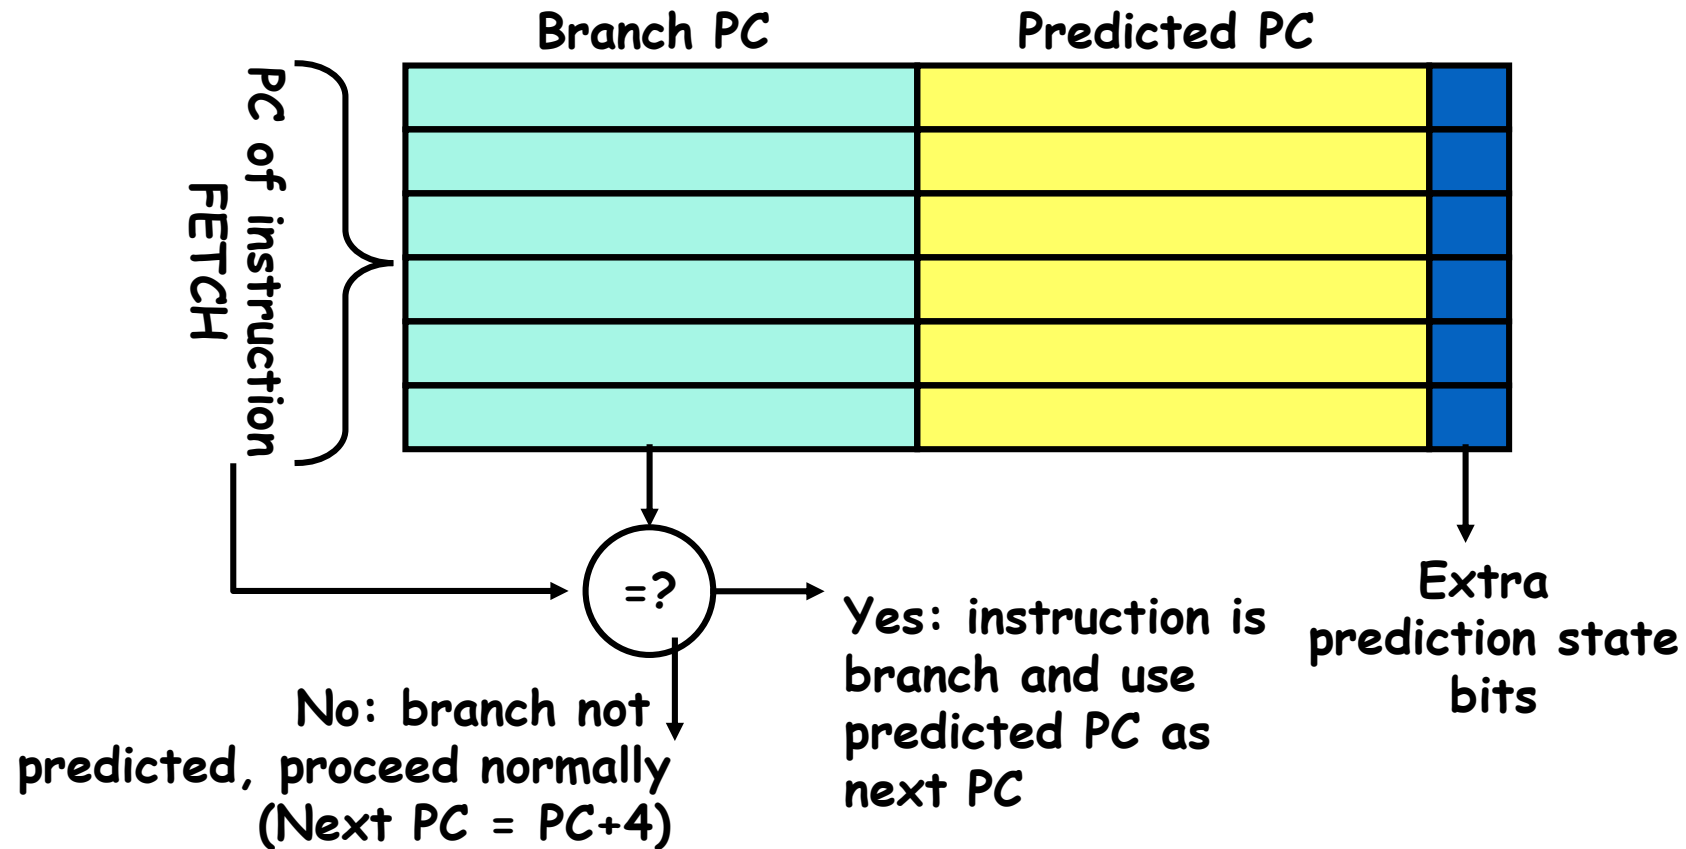 Branch PC
Predicted PC
PC of instruction
FETCH
=?
Yes: instruction is
branch and use
predicted PC as
next PC
Extra
prediction state
bits
No: branch not
predicted, proceed normally
(Next PC = PC+4)